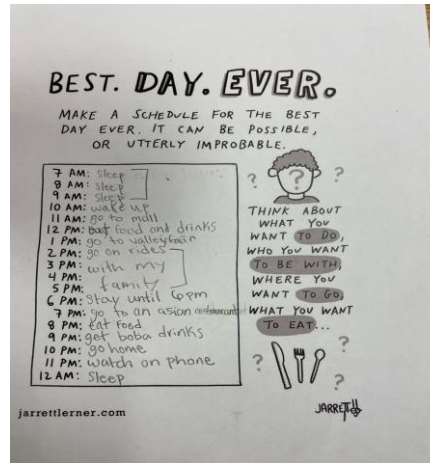 BEST. DAY. EVER.
MAKE A SCHEDULE FOR THE BEST
DAY EVER. IT CAN BE POSSIBLE,
OR UTTERLY IMPROBABLE.
7 AM: Sleep
8 AM: Sleep
9 AM: Sleep
10 AM: wake up
11 AM: go to mall
12 PM: eat food and drinks
1 PM: go to valleyfair
2 PM: go on rides
3 PM: with my
4 PM:
5 PM: family
6 PM: Stay until 6pm
7 PM: go to an asian restaurant
8 PM: eat food
9 PM: get boba drinks
10 PM: go home
11 PM: watch on phone
12 AM: Sleep
?
?
?
THINK ABOUT
WHAT YOU
WANT TO DO,
WHO YOU WANT
TO BE WITH,
WHERE YOU
WANT TO GO,
WHAT YOU WANT
TO EAT...
?
?
?
jarrettlerner.com
JARRETT